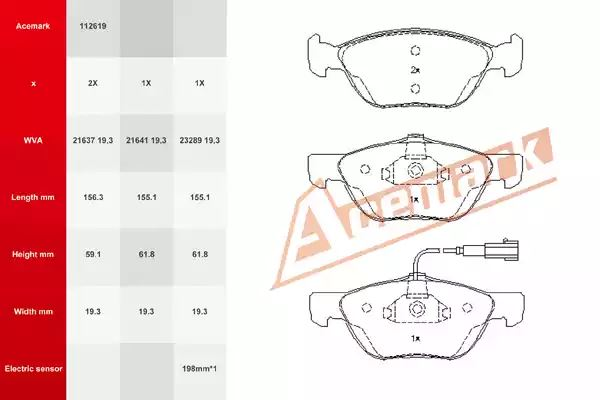 Acemark 112619
x 2X 1X 1X
WVA 21637 19,3 21641 19,3 23289 19,3
Length mm 156.3 155.1 155.1
Height mm 59.1 61.8 61.8
Width mm 19.3 19.3 19.3
Electric sensor 198mm*1
2x
1x
1x
Acemark